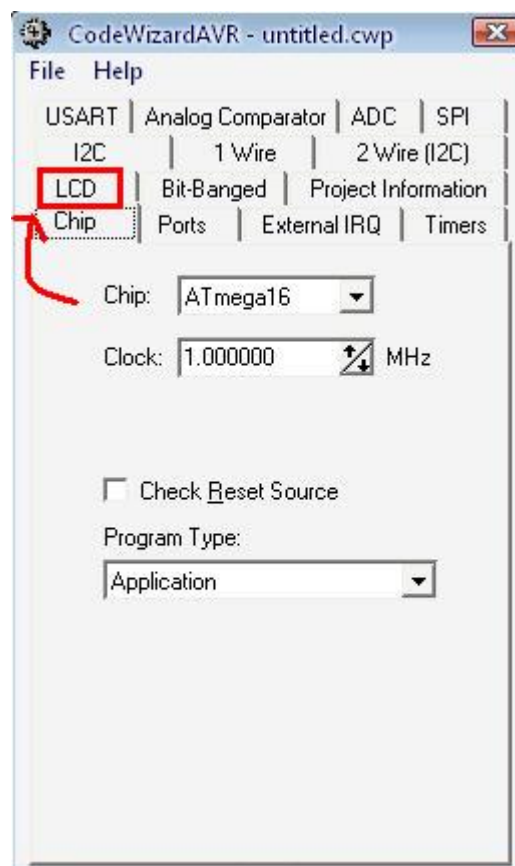 CodeWizardAVR - untitled.cwp
File Help
USART Analog Comparator ADC SPI
I2C 1 Wire 2 Wire (I2C)
LCD Bit-Banged Project Information
Chip Ports External IRQ Timers
Chip: ATmega16
Clock: 1.000000 MHz
Check Reset Source
Program Type:
Application